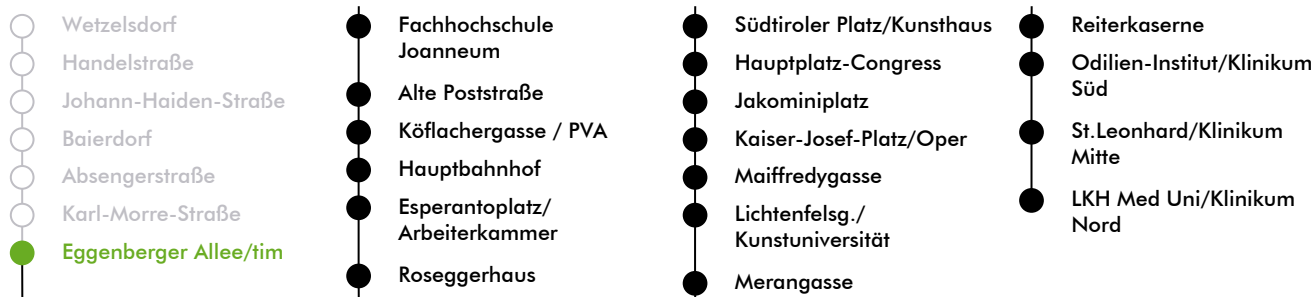 Wetzelsdorf
Handelstraße
Johann-Haiden-Straße
Baierdorf
Absengerstraße
Karl-Morre-Straße
Eggenberger Allee/tim
Fachhochschule
Joanneum
Alte Poststraße
Köflachergasse / PVA
Hauptbahnhof
Esperantoplatz/
Arbeiterkammer
Roseggerhaus
Südtiroler Platz/Kunsthaus
Hauptplatz-Congress
Jakominiplatz
Kaiser-Josef-Platz/Oper
Maiffredygasse
Lichtenfelsg./
Kunstuniversität
Merangasse
Reiterkaserne
Odilien-Institut/Klinikum
Süd
St.Leonhard/Klinikum
Mitte
LKH Med Uni/Klinikum
Nord